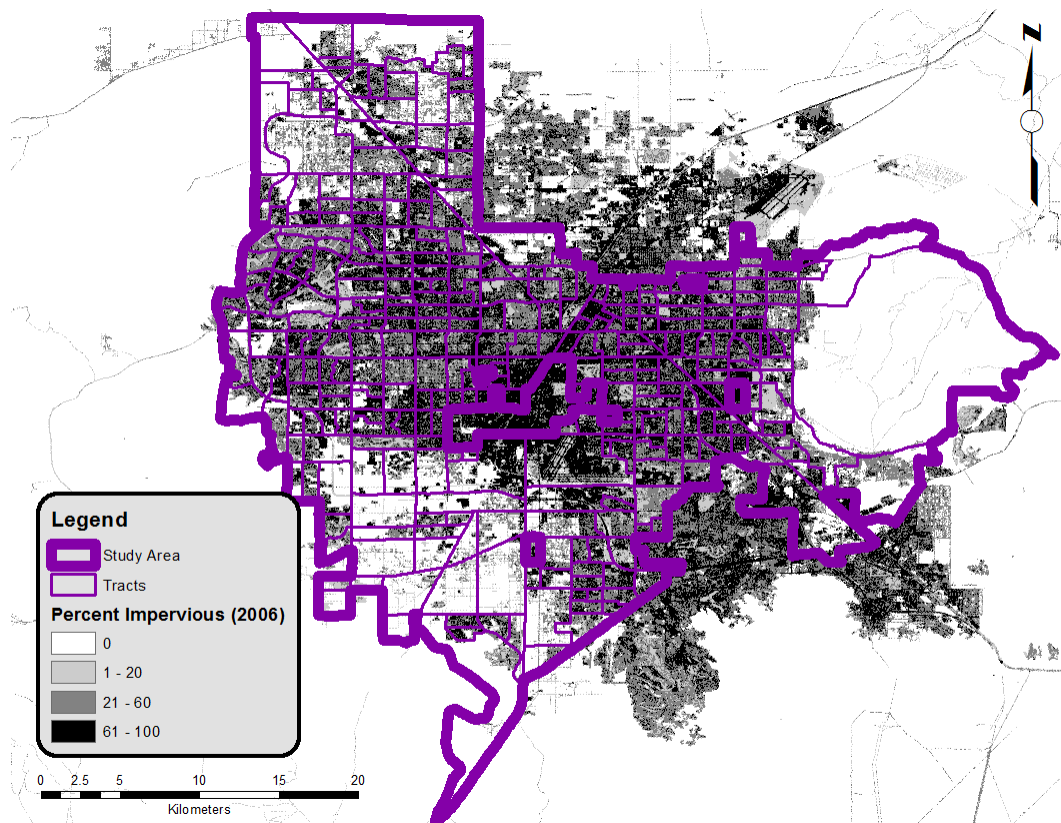 N
Legend
Study Area
Tracts
Percent Impervious (2006)
0
1 - 20
21 - 60
61 - 100
0 2.5 5 10 15 20
Kilometers